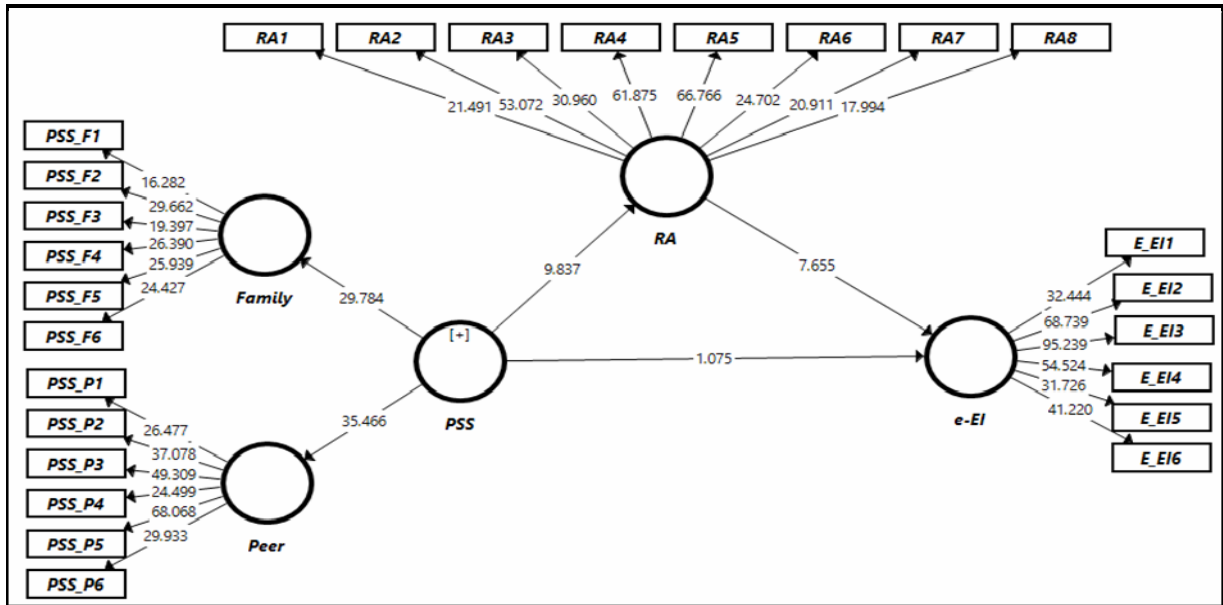 RA1 RA2 RA3 RA4 RA5 RA6 RA7 RA8
21.491 53.072 30.960 61.875 66.766 24.702 20.911 17.994
RA
PSS_F1
PSS_F2
PSS_F3
PSS_F4
PSS_F5
PSS_F6
16.282
29.662
19.397
26.390
25.939
24.427
Family
29.784
9.837
7.655
[+]
PSS
1.075
35.466
PSS_P1
PSS_P2
PSS_P3
PSS_P4
PSS_P5
PSS_P6
26.477
37.078
49.309
24.499
68.068
29.933
Peer
e-EI
32.444
68.739
95.239
54.524
31.726
41.220
E_EI1
E_EI2
E_EI3
E_EI4
E_EI5
E_EI6